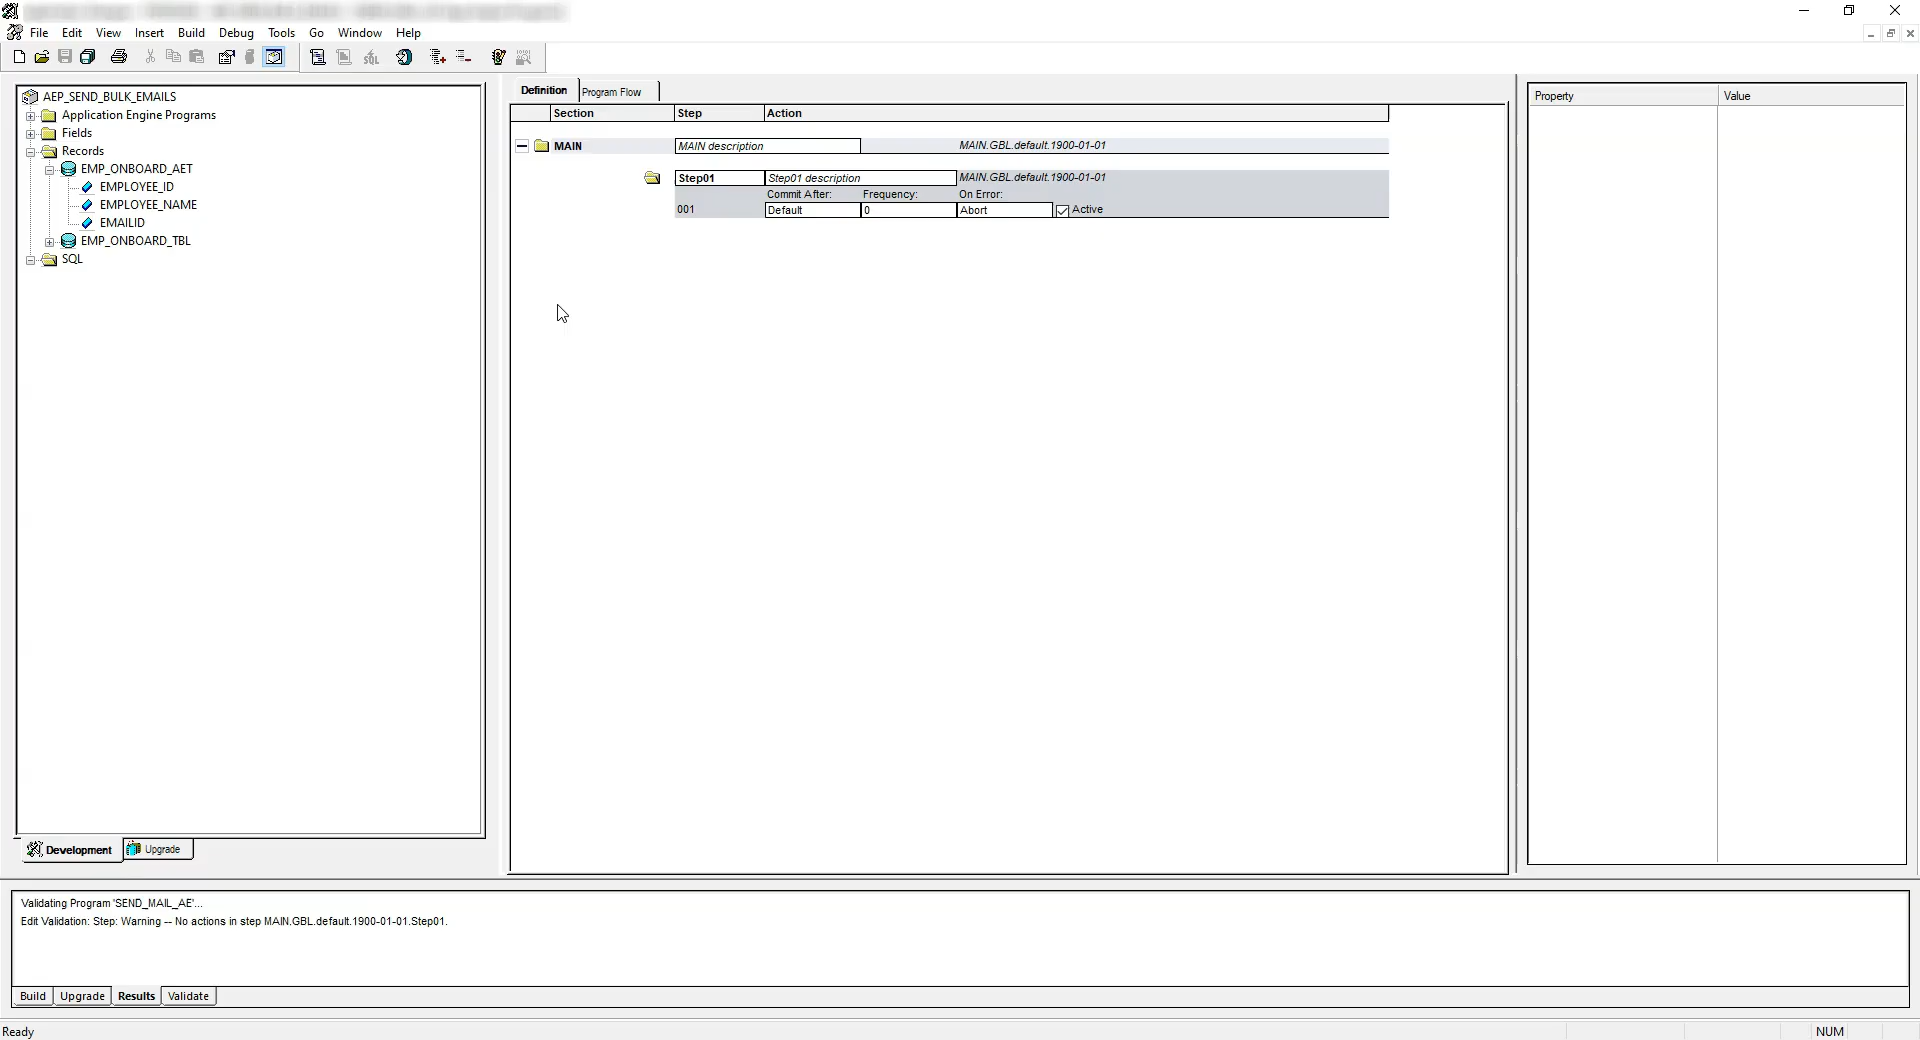 File Edit View Insert Build Debug Tools Go Window Help
AEP_SEND_BULK_EMAILS
Application Engine Programs
Fields
Records
EMP_ONBOARD_AET
EMPLOYEE_ID
EMPLOYEE_NAME
EMAILID
EMP_ONBOARD_TBL
SQL
Development Upgrade
Definition Program Flow
Section Step Action
MAIN MAIN description MAIN.GBL.default.1900-01-01
Step01 Step01 description MAIN.GBL.default.1900-01-01
Commit After: Frequency: On Error:
001 Default 0 Abort Active
Property Value
Validating Program 'SEND_MAIL_AE'...
Edit Validation: Step: Warning -- No actions in step MAIN.GBL.default.1900-01-01.Step01.
Build Upgrade Results Validate
Ready NUM